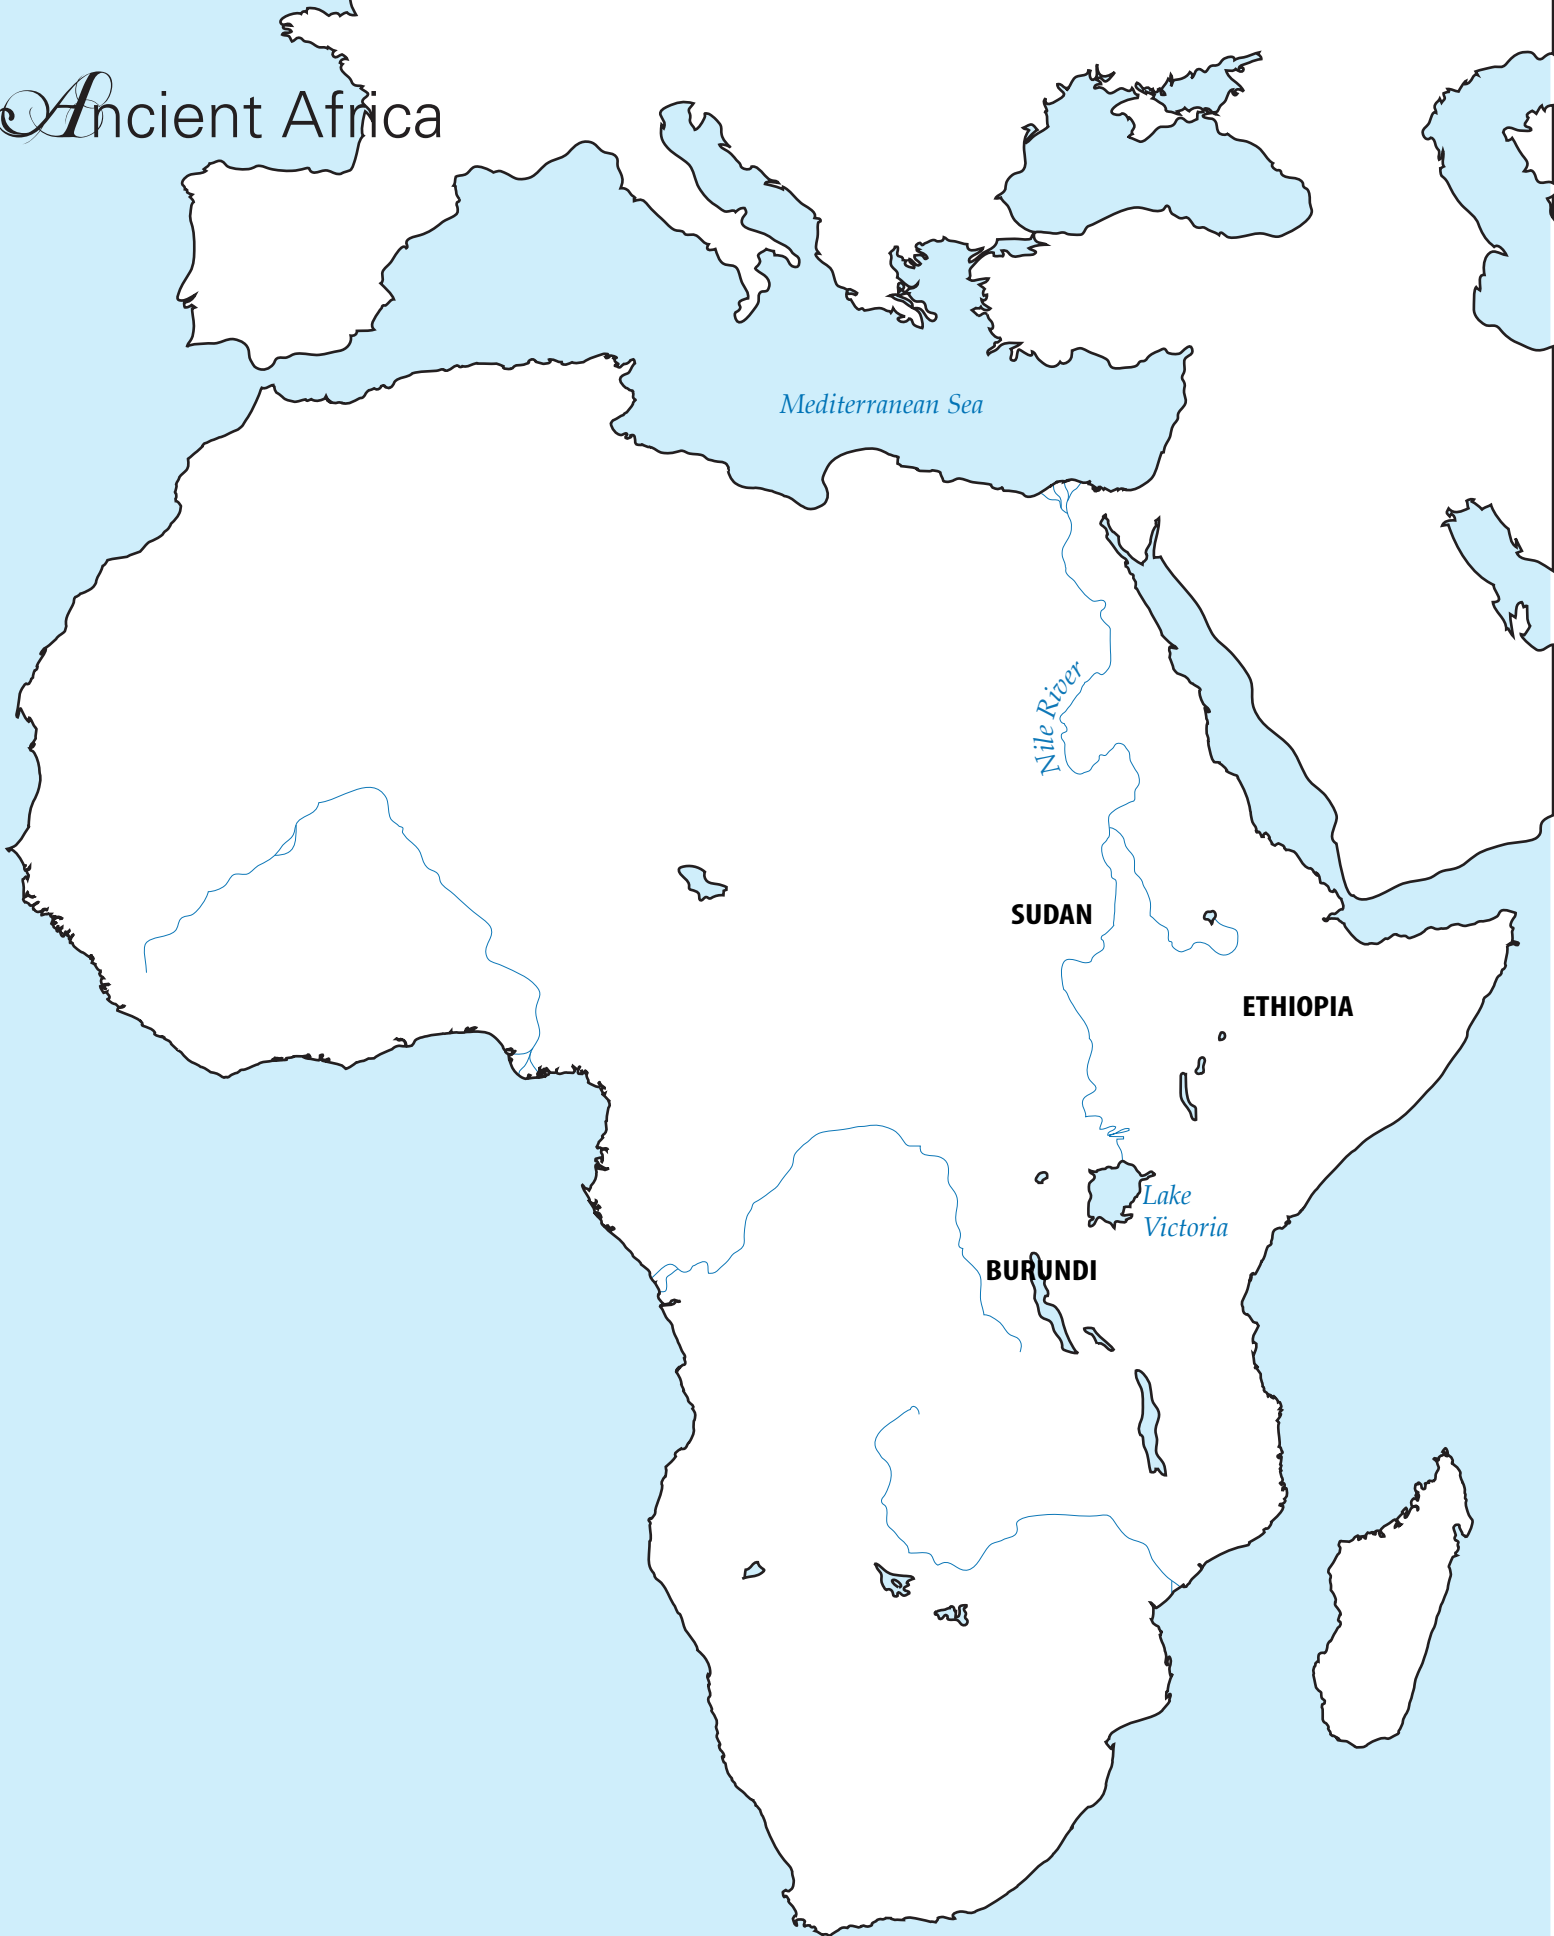 Ancient Africa
Mediterranean Sea
Nile River
SUDAN
ETHIOPIA
Lake
Victoria
BURUNDI